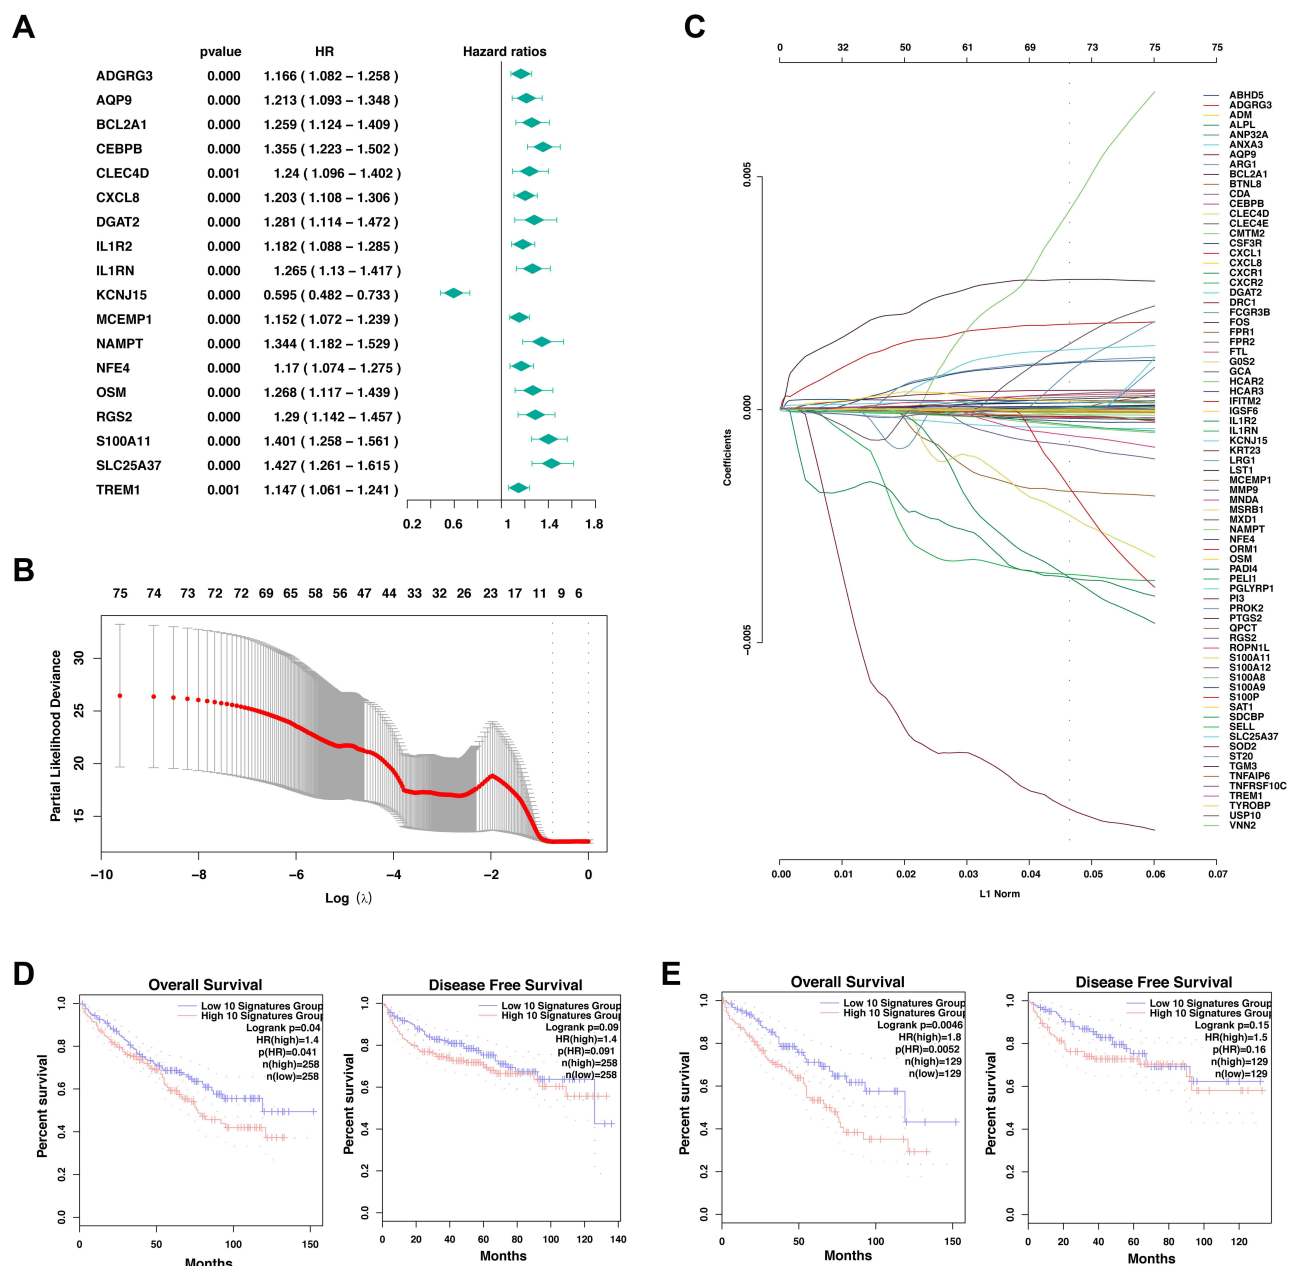 A
pvalue HR Hazard ratios
ADGRG3 0.000 1.166 ( 1.082 – 1.258 )
AQP9 0.000 1.213 ( 1.093 – 1.348 )
BCL2A1 0.000 1.259 ( 1.124 – 1.409 )
CEBPB 0.000 1.355 ( 1.223 – 1.502 )
CLEC4D 0.001 1.24 ( 1.096 – 1.402 )
CXCL8 0.000 1.203 ( 1.108 – 1.306 )
DGAT2 0.000 1.281 ( 1.114 – 1.472 )
IL1R2 0.000 1.182 ( 1.088 – 1.285 )
IL1RN 0.000 1.265 ( 1.13 – 1.417 )
KCNJ15 0.000 0.595 ( 0.482 – 0.733 )
MCEMP1 0.000 1.152 ( 1.072 – 1.239 )
NAMPT 0.000 1.344 ( 1.182 – 1.529 )
NFE4 0.000 1.17 ( 1.074 – 1.275 )
OSM 0.000 1.268 ( 1.117 – 1.439 )
RGS2 0.000 1.29 ( 1.142 – 1.457 )
S100A11 0.000 1.401 ( 1.258 – 1.561 )
SLC25A37 0.000 1.427 ( 1.261 – 1.615 )
TREM1 0.001 1.147 ( 1.061 – 1.241 )
0.2 0.6 1 1.4 1.8
B
75 74 73 72 72 69 65 58 56 47 44 33 32 26 23 17 11 9 6
Partial Likelihood Deviance
30
25
20
15
−10 −8 −6 −4 −2 0
Log (λ)
C
0 32 50 61 69 73 75 75
0.005
0.000
−0.005
Coefficients
0.00 0.01 0.02 0.03 0.04 0.05 0.06 0.07
L1 Norm
ABHD5
ADGRG3
ADM
ALPL
ANP32A
ANXA3
AQP9
ARG1
BCL2A1
BTNL8
CDA
CEBPB
CLEC4D
CLEC4E
CMTM2
CSF3R
CXCL1
CXCL8
CXCR1
CXCR2
DGAT2
DRC1
FCGR3B
FOS
FPR1
FPR2
FTL
G0S2
GCA
HCAR2
HCAR3
IFITM2
IGSF6
IL1R2
IL1RN
KCNJ15
KRT23
LRG1
LST1
MCEMP1
MMP9
MNDA
MSRB1
MXD1
NAMPT
NFE4
ORM1
OSM
PADI4
PELI1
PGLYRP1
PI3
PROK2
PTGS2
QPCT
RGS2
ROPN1L
S100A11
S100A12
S100A8
S100A9
S100P
SAT1
SDCBP
SELL
SLC25A37
SOD2
ST20
TGM3
TNFAIP6
TNFRSF10C
TREM1
TYROBP
USP10
VNN2
D
Overall Survival
Low 10 Signatures Group
High 10 Signatures Group
Logrank p=0.04
HR(high)=1.4
p(HR)=0.041
n(high)=258
n(low)=258
Percent survival
1.0
0.8
0.6
0.4
0.2
0.0
0 50 100 150
Months
Disease Free Survival
Low 10 Signatures Group
High 10 Signatures Group
Logrank p=0.09
HR(high)=1.4
p(HR)=0.091
n(high)=258
n(low)=258
Percent survival
1.0
0.8
0.6
0.4
0.2
0.0
0 20 40 60 80 100 120 140
Months
E
Overall Survival
Low 10 Signatures Group
High 10 Signatures Group
Logrank p=0.0046
HR(high)=1.8
p(HR)=0.0052
n(high)=129
n(low)=129
Percent survival
1.0
0.8
0.6
0.4
0.2
0.0
0 50 100 150
Months
Disease Free Survival
Low 10 Signatures Group
High 10 Signatures Group
Logrank p=0.15
HR(high)=1.5
p(HR)=0.16
n(high)=129
n(low)=129
Percent survival
1.0
0.8
0.6
0.4
0.2
0.0
0 20 40 60 80 100 120
Months